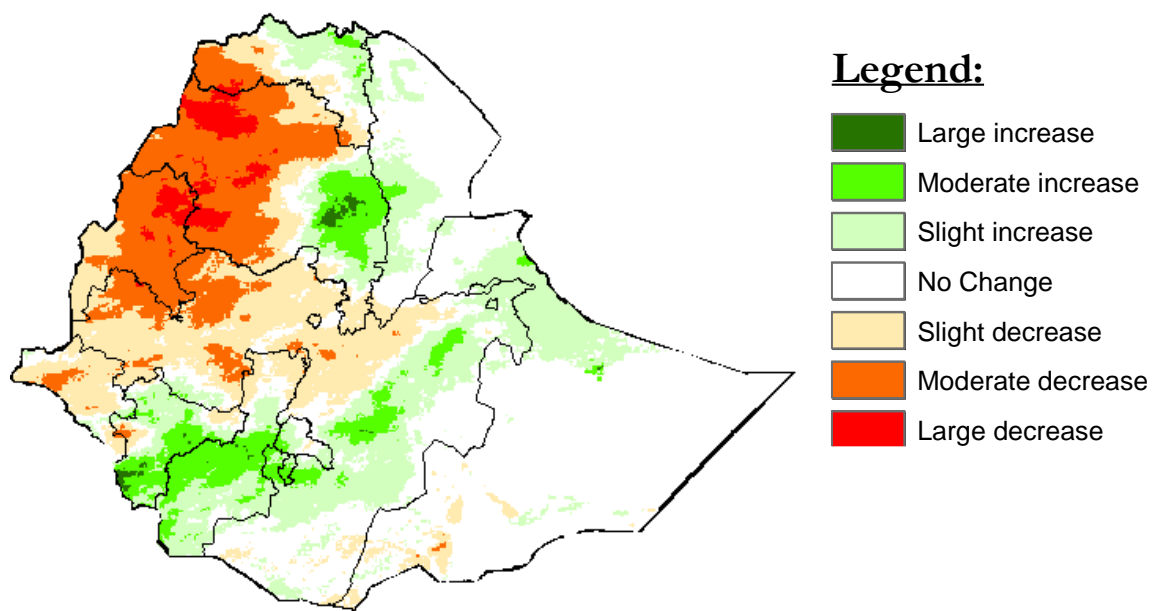 Legend:
Large increase
Moderate increase
Slight increase
No Change
Slight decrease
Moderate decrease
Large decrease